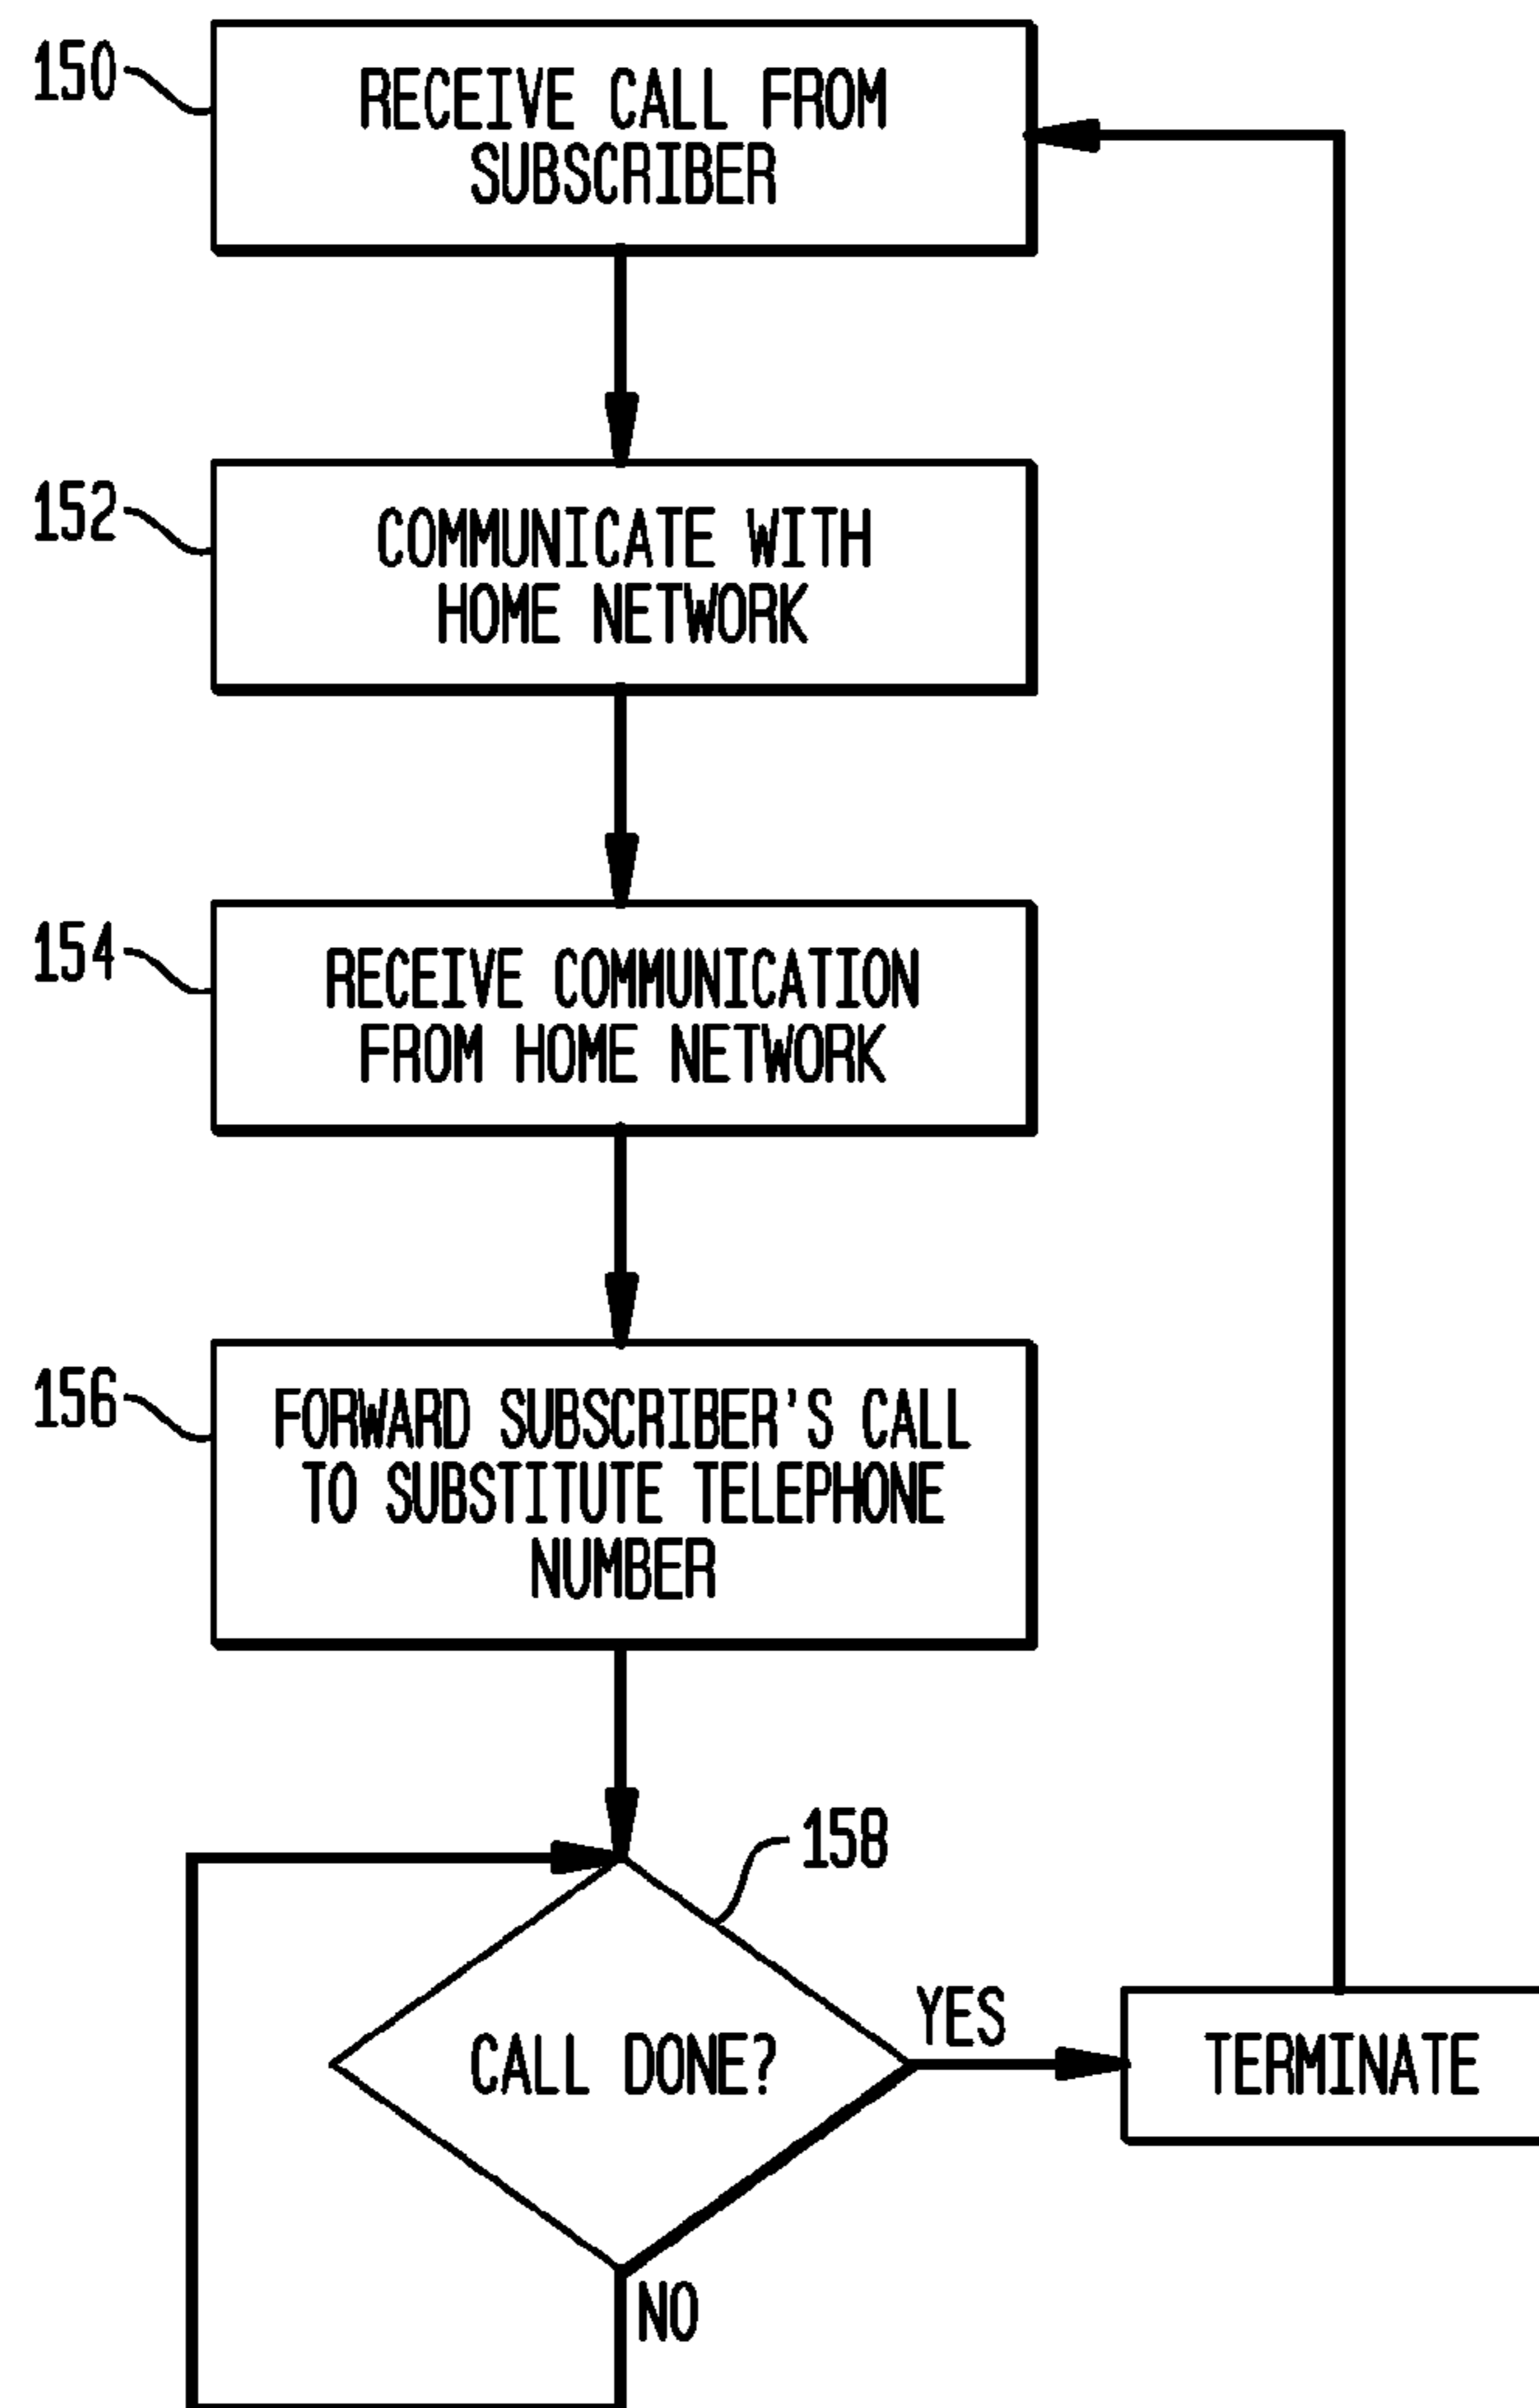 150
RECEIVE CALL FROM
SUBSCRIBER
152
COMMUNICATE WITH
HOME NETWORK
154
RECEIVE COMMUNICATION
FROM HOME NETWORK
156
FORWARD SUBSCRIBER'S CALL
TO SUBSTITUTE TELEPHONE
NUMBER
158
YES
CALL DONE?
TERMINATE
NO